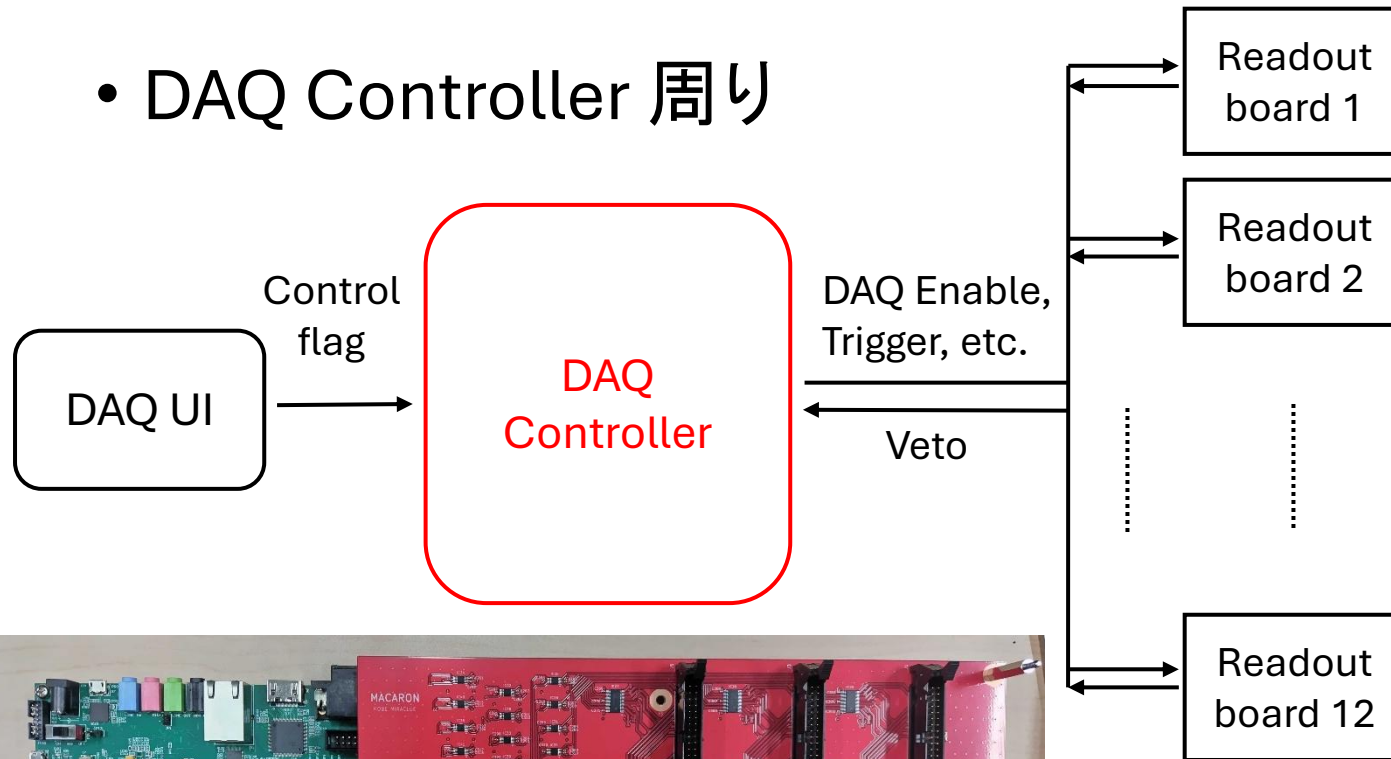 • DAQ Controller 周り
Readout
board 1
Readout
board 2
Control
flag
DAQ Enable,
Trigger, etc.
DAQ UI
DAQ
Controller
Veto
Readout
board 12
MACARON